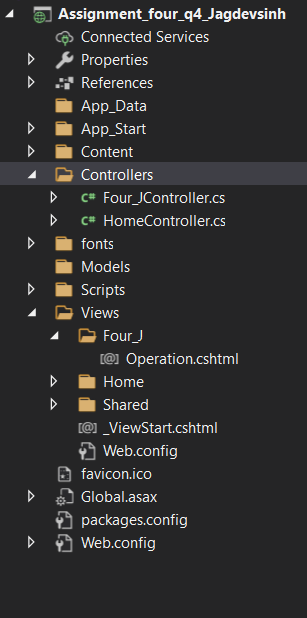 Assignment_four_q4_Jagdevsinh
Connected Services
Properties
References
App_Data
App_Start
Content
Controllers
C# Four_JController.cs
C# HomeController.cs
fonts
Models
Scripts
Views
Four_J
[@] Operation.cshtml
Home
Shared
[@] _ViewStart.cshtml
Web.config
favicon.ico
Global.asax
packages.config
Web.config